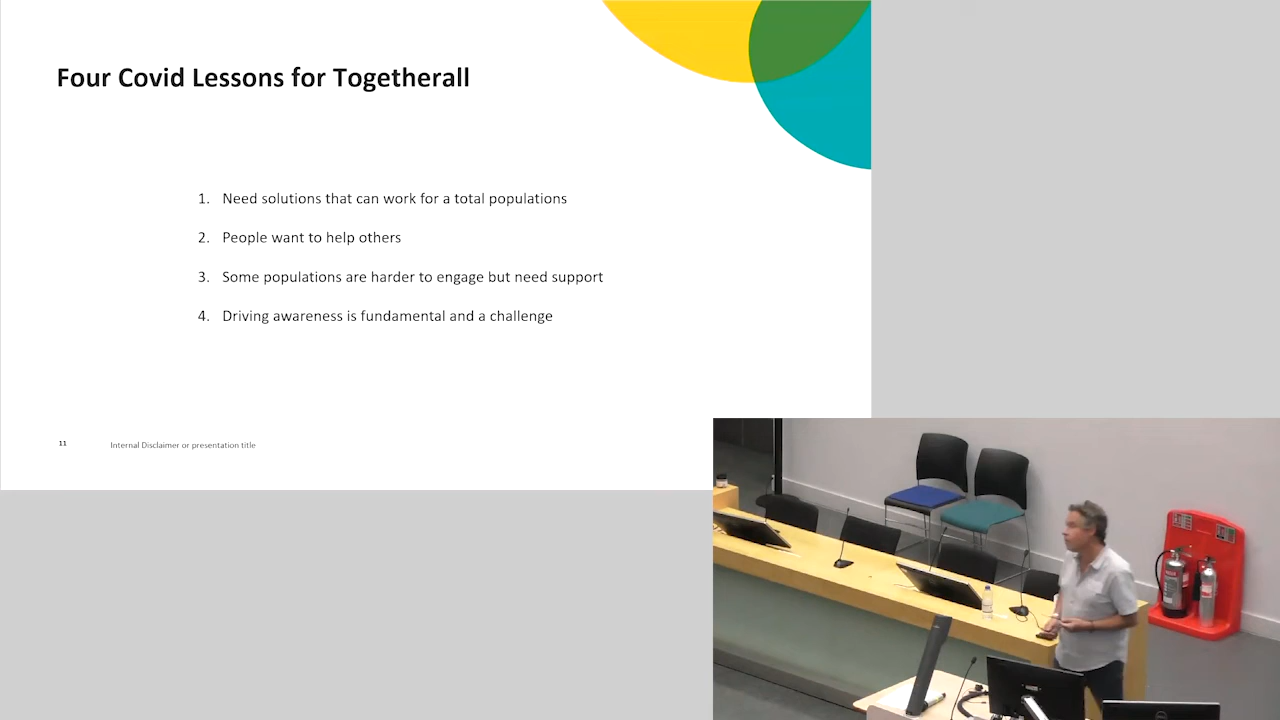 Four Covid Lessons for Togetherall
1. Need solutions that can work for a total populations
2. People want to help others
3. Some populations are harder to engage but need support
4. Driving awareness is fundamental and a challenge
11 Internal Disclaimer or presentation title